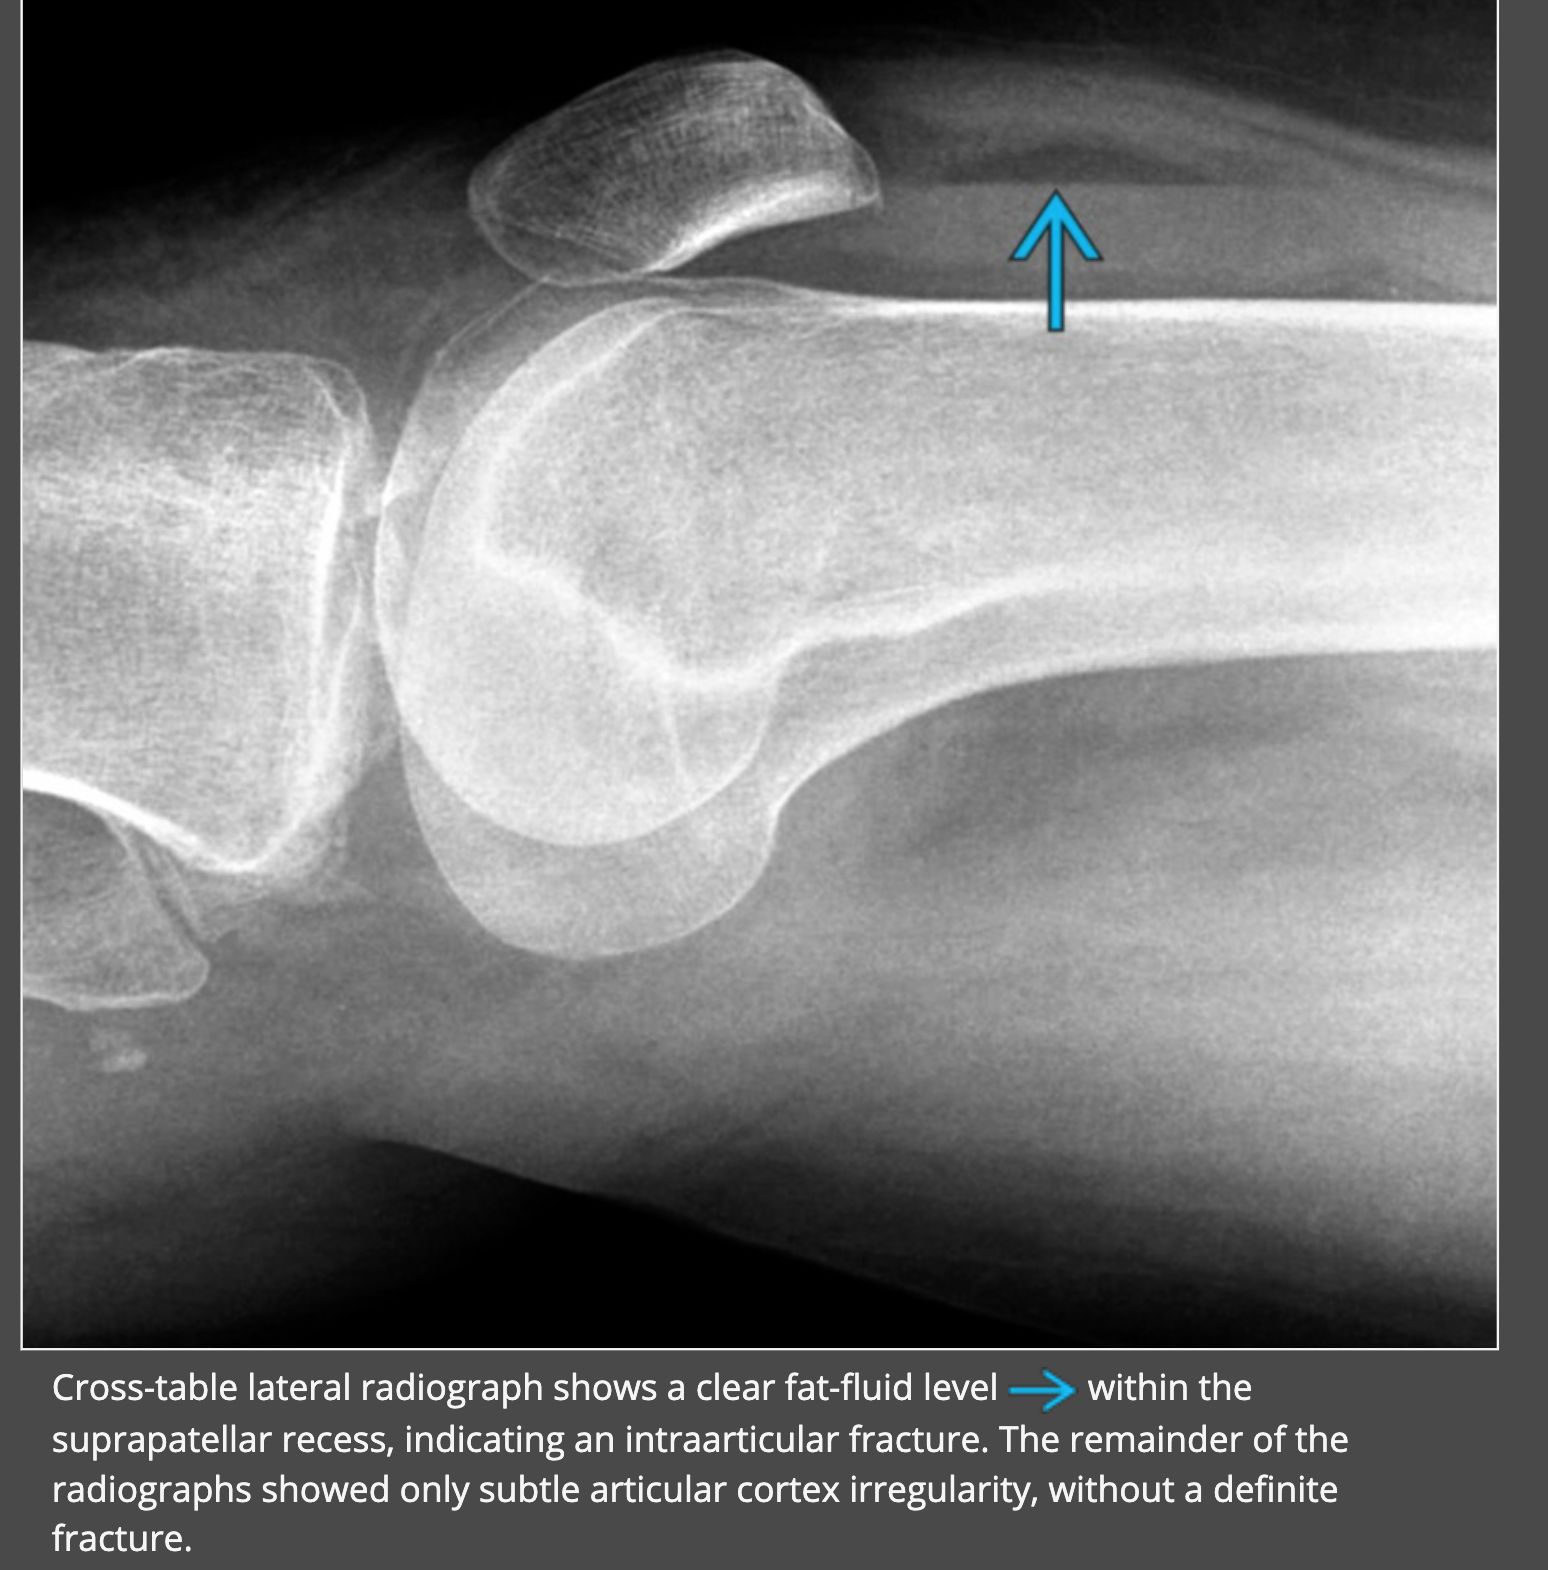 Cross-table lateral radiograph shows a clear fat-fluid level → within the
suprapatellar recess, indicating an intraarticular fracture. The remainder of the
radiographs showed only subtle articular cortex irregularity, without a definite
fracture.